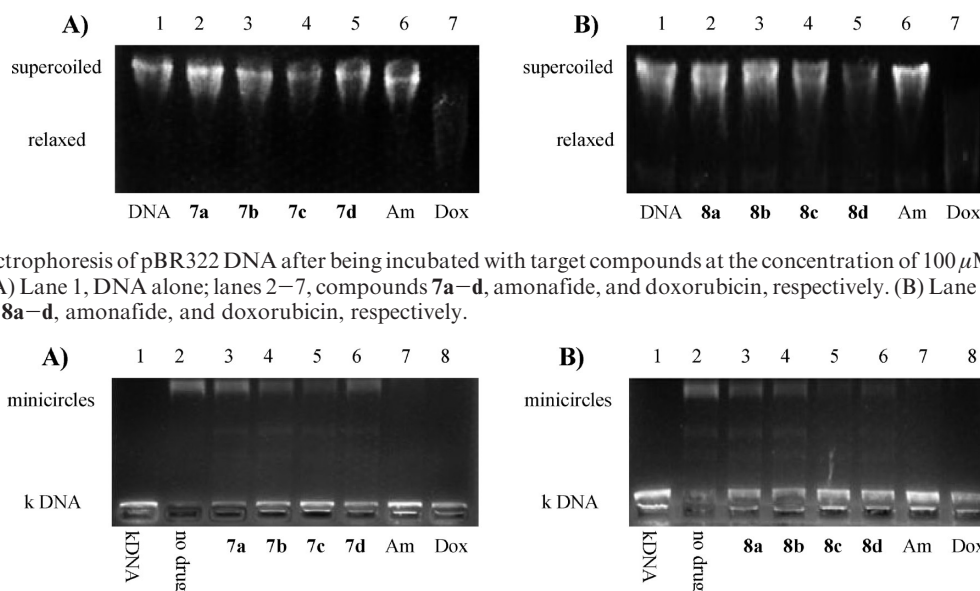 A) 1 2 3 4 5 6 7
supercoiled
relaxed
DNA 7a 7b 7c 7d Am Dox
B) 1 2 3 4 5 6 7
supercoiled
relaxed
DNA 8a 8b 8c 8d Am Dox
ctrophoresis of pBR322 DNA after being incubated with target compounds at the concentration of 100 μM
A) Lane 1, DNA alone; lanes 2−7, compounds 7a−d, amonafide, and doxorubicin, respectively. (B) Lane
8a−d, amonafide, and doxorubicin, respectively.
A) 1 2 3 4 5 6 7 8
minicircles
k DNA
kDNA no drug 7a 7b 7c 7d Am Dox
B) 1 2 3 4 5 6 7 8
minicircles
k DNA
kDNA no drug 8a 8b 8c 8d Am Dox